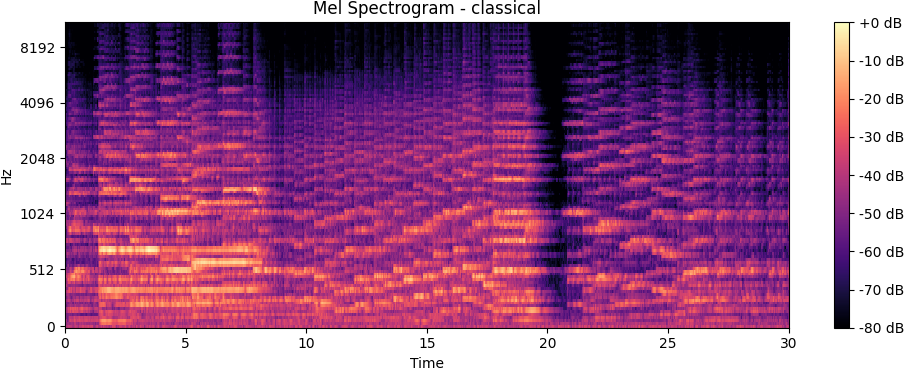 Mel Spectrogram - classical
8192
4096
2048
1024
512
0
Hz
0 5 10 15 20 25 30
Time
+0 dB
-10 dB
-20 dB
-30 dB
-40 dB
-50 dB
-60 dB
-70 dB
-80 dB